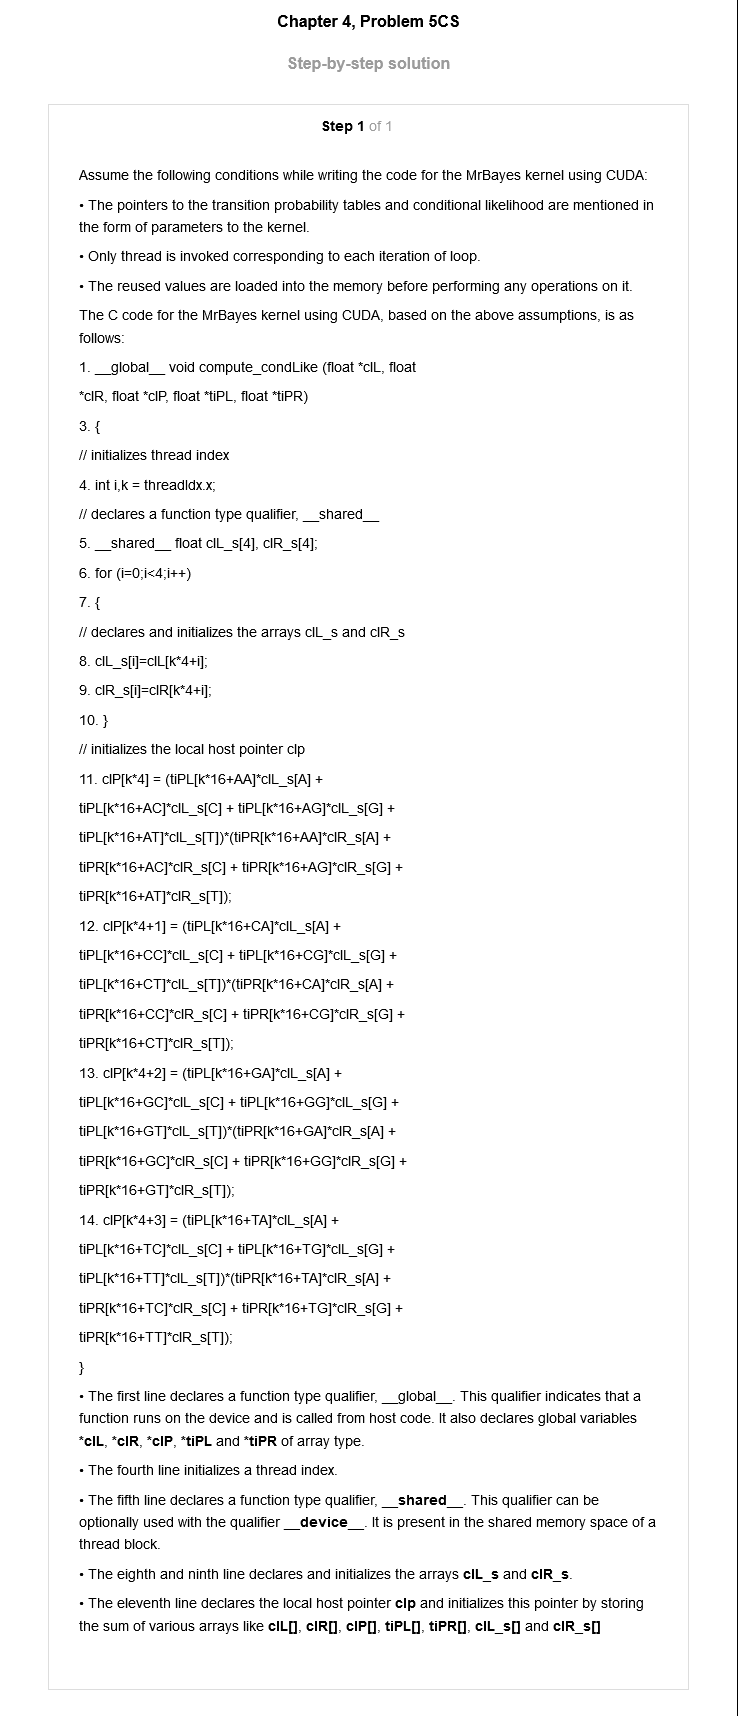 Chapter 4, Problem 5CS
Step-by-step solution
Step 1 of 1
Assume the following conditions while writing the code for the MrBayes kernel using CUDA:
• The pointers to the transition probability tables and conditional likelihood are mentioned in
the form of parameters to the kernel.
• Only thread is invoked corresponding to each iteration of loop.
• The reused values are loaded into the memory before performing any operations on it.
The C code for the MrBayes kernel using CUDA, based on the above assumptions, is as
follows:
1. __global__ void compute_condLike (float *clL, float
*clR, float *clP, float *tiPL, float *tiPR)
3. {
// initializes thread index
4. int i,k = threadIdx.x;
// declares a function type qualifier, __shared__
5. __shared__ float clL_s[4], clR_s[4];
6. for (i=0;i<4;i++)
7. {
// declares and initializes the arrays clL_s and clR_s
8. clL_s[i]=clL[k*4+i];
9. clR_s[i]=clR[k*4+i];
10. }
// initializes the local host pointer clp
11. clP[k*4] = (tiPL[k*16+AA]*clL_s[A] +
tiPL[k*16+AC]*clL_s[C] + tiPL[k*16+AG]*clL_s[G] +
tiPL[k*16+AT]*clL_s[T])*(tiPR[k*16+AA]*clR_s[A] +
tiPR[k*16+AC]*clR_s[C] + tiPR[k*16+AG]*clR_s[G] +
tiPR[k*16+AT]*clR_s[T]);
12. clP[k*4+1] = (tiPL[k*16+CA]*clL_s[A] +
tiPL[k*16+CC]*clL_s[C] + tiPL[k*16+CG]*clL_s[G] +
tiPL[k*16+CT]*clL_s[T])*(tiPR[k*16+CA]*clR_s[A] +
tiPR[k*16+CC]*clR_s[C] + tiPR[k*16+CG]*clR_s[G] +
tiPR[k*16+CT]*clR_s[T]);
13. clP[k*4+2] = (tiPL[k*16+GA]*clL_s[A] +
tiPL[k*16+GC]*clL_s[C] + tiPL[k*16+GG]*clL_s[G] +
tiPL[k*16+GT]*clL_s[T])*(tiPR[k*16+GA]*clR_s[A] +
tiPR[k*16+GC]*clR_s[C] + tiPR[k*16+GG]*clR_s[G] +
tiPR[k*16+GT]*clR_s[T]);
14. clP[k*4+3] = (tiPL[k*16+TA]*clL_s[A] +
tiPL[k*16+TC]*clL_s[C] + tiPL[k*16+TG]*clL_s[G] +
tiPL[k*16+TT]*clL_s[T])*(tiPR[k*16+TA]*clR_s[A] +
tiPR[k*16+TC]*clR_s[C] + tiPR[k*16+TG]*clR_s[G] +
tiPR[k*16+TT]*clR_s[T]);
}
• The first line declares a function type qualifier, __global__. This qualifier indicates that a
function runs on the device and is called from host code. It also declares global variables
*clL, *clR, *clP, *tiPL and *tiPR of array type.
• The fourth line initializes a thread index.
• The fifth line declares a function type qualifier, __shared__. This qualifier can be
optionally used with the qualifier __device__. It is present in the shared memory space of a
thread block.
• The eighth and ninth line declares and initializes the arrays clL_s and clR_s.
• The eleventh line declares the local host pointer clp and initializes this pointer by storing
the sum of various arrays like clL[], clR[], clP[], tiPL[], tiPR[], clL_s[] and clR_s[]